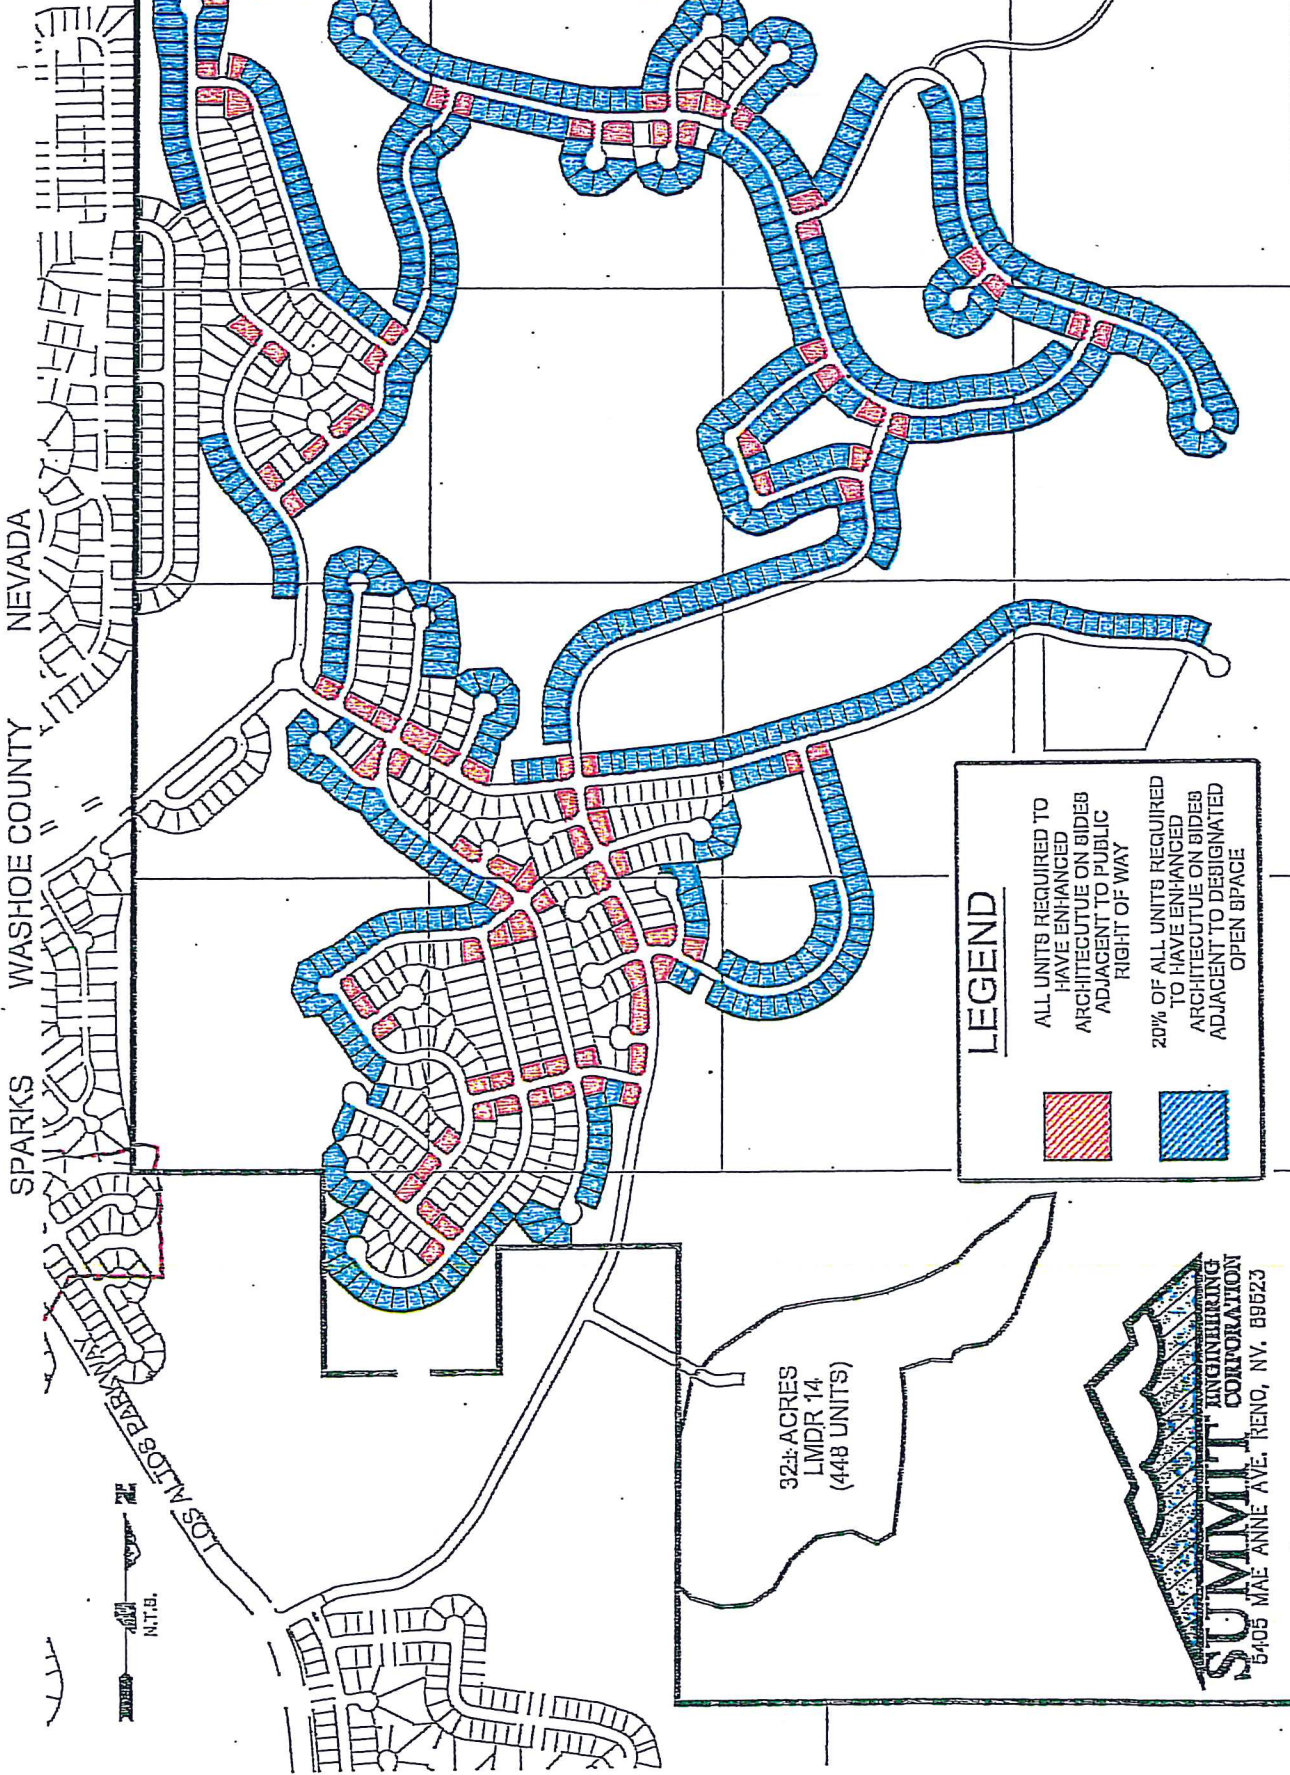 SPARKS WASHOE COUNTY NEVADA
LOS ALTOS PARKWAY
N.T.S.
32± ACRES
LMDR 14
(448 UNITS)
LEGEND
ALL UNITS REQUIRED TO
HAVE ENHANCED
ARCHITECUTUE ON SIDES
ADJACENT TO PUBLIC
RIGHT OF WAY
20% OF ALL UNITS REQUIRED
TO HAVE ENHANCED
ARCHITECUTUE ON SIDES
ADJACENT TO DESIGNATED
OPEN SPACE
SUMMIT ENGINEERING
CORPORATION
5405 MAE ANNE AVE. RENO, NV. 89523